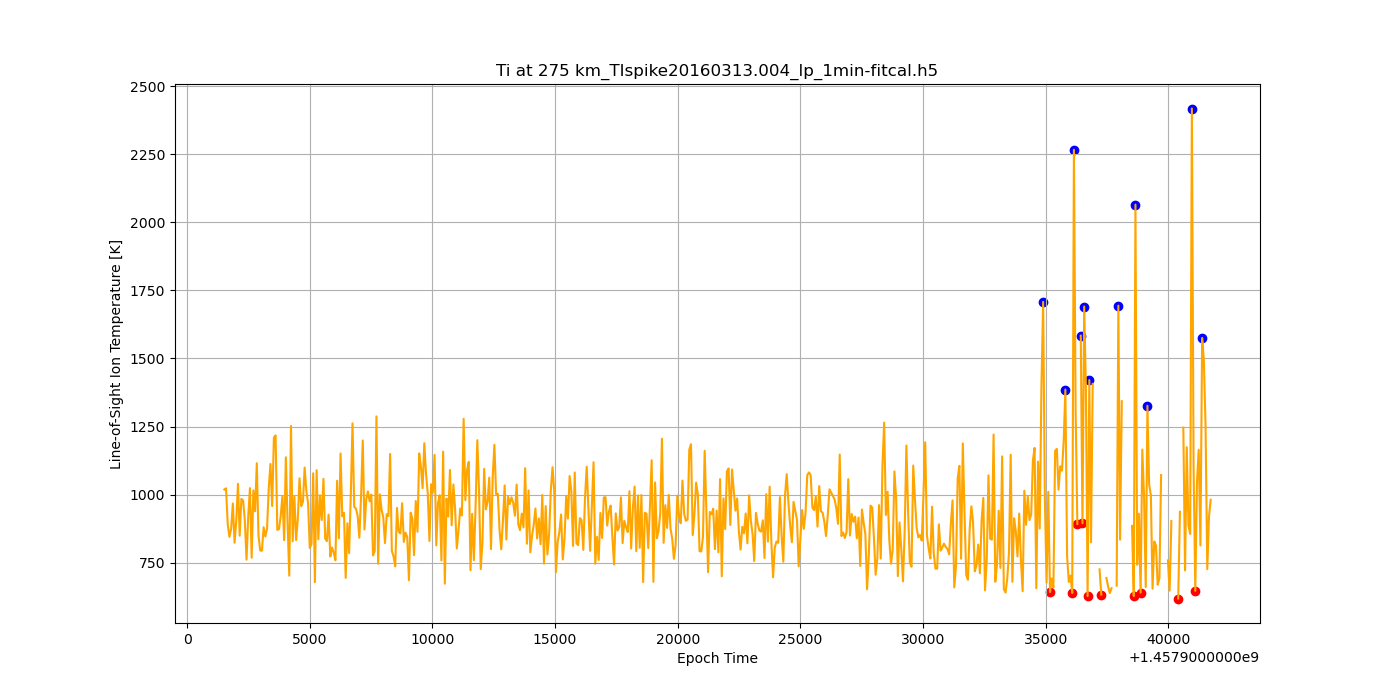 Ti at 275 km_TIspike20160313.004_lp_1min-fitcal.h5
Line-of-Sight Ion Temperature [K]
2500
2250
2000
1750
1500
1250
1000
750
0 5000 10000 15000 20000 25000 30000 35000 40000
Epoch Time
+1.4579000000e9